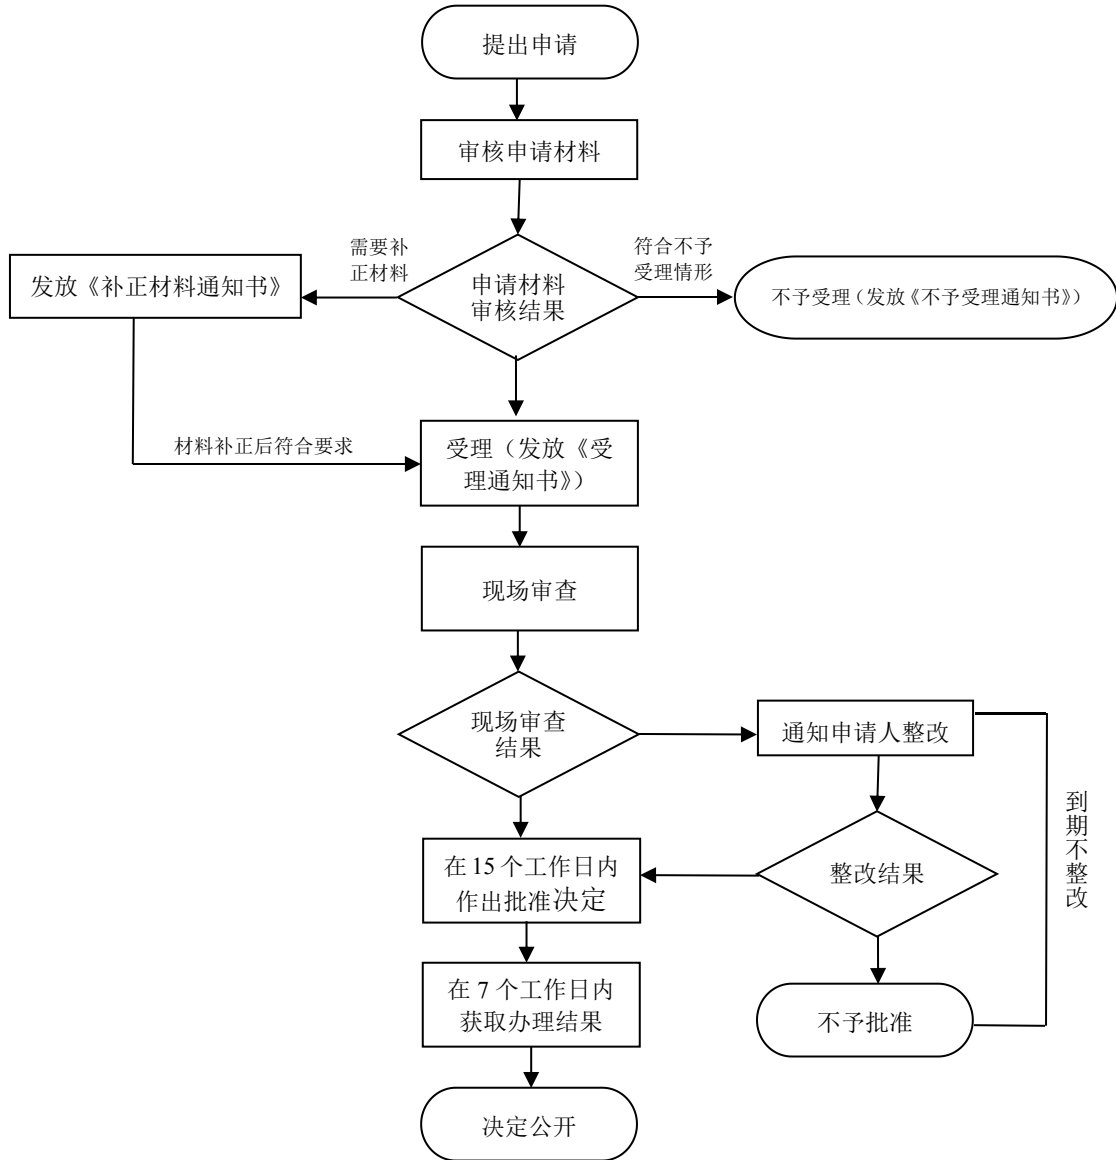 提出申请
审核申请材料
需要补
正材料
符合不予
受理情形
发放《补正材料通知书》
申请材料
审核结果
不予受理（发放《不予受理通知书》）
材料补正后符合要求
受理（发放《受
理通知书》）
现场审查
现场审查
结果
通知申请人整改
到期不整改
在 15 个工作日内
作出批准决定
整改结果
在 7 个工作日内
获取办理结果
不予批准
决定公开